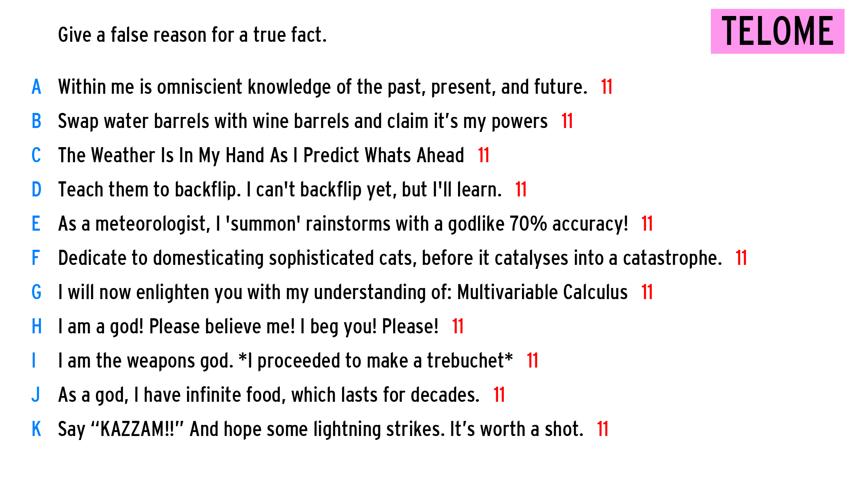 Give a false reason for a true fact.
TELOME
A Within me is omniscient knowledge of the past, present, and future. 11
B Swap water barrels with wine barrels and claim it's my powers 11
C The Weather Is In My Hand As I Predict Whats Ahead 11
D Teach them to backflip. I can't backflip yet, but I'll learn. 11
E As a meteorologist, I 'summon' rainstorms with a godlike 70% accuracy! 11
F Dedicate to domesticating sophisticated cats, before it catalyses into a catastrophe. 11
G I will now enlighten you with my understanding of: Multivariable Calculus 11
H I am a god! Please believe me! I beg you! Please! 11
I I am the weapons god. *I proceeded to make a trebuchet* 11
J As a god, I have infinite food, which lasts for decades. 11
K Say “KAZZAM!!” And hope some lightning strikes. It’s worth a shot. 11